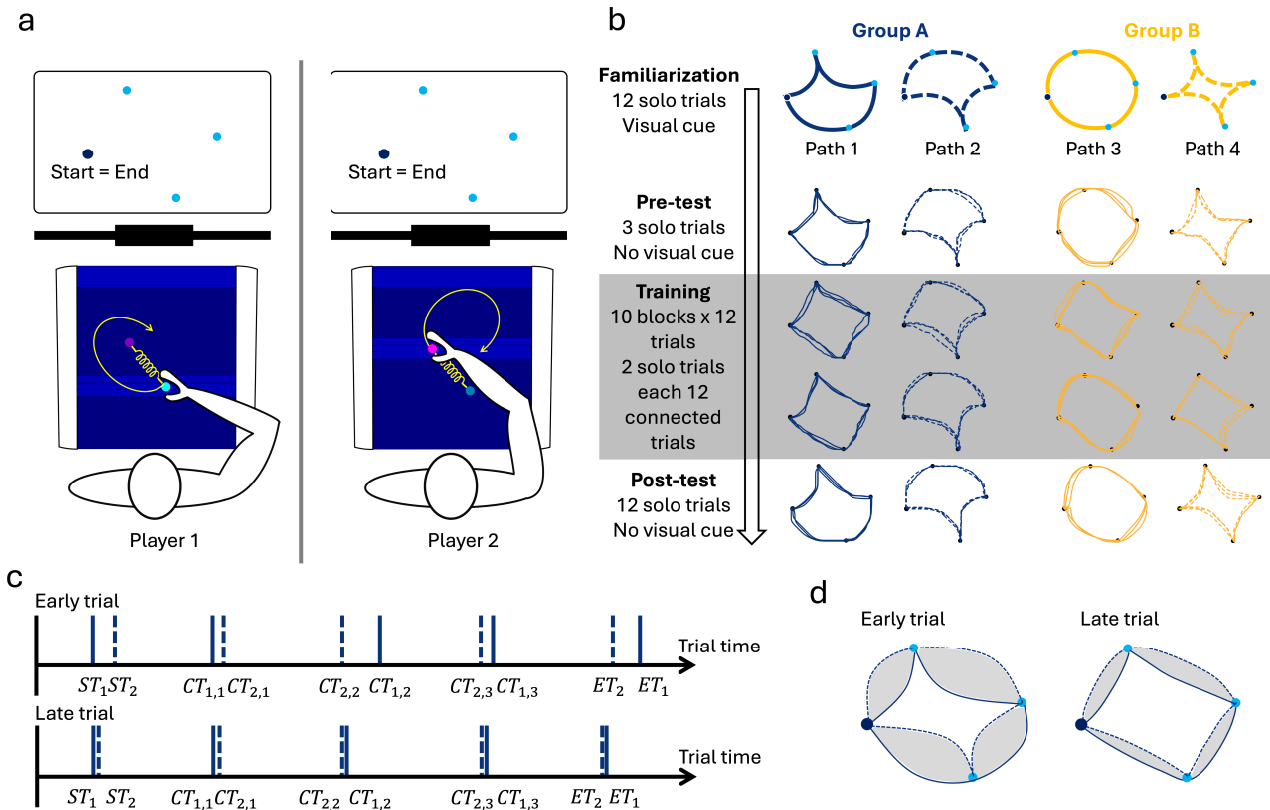 a
Start = End
Start = End
Player 1
Player 2
b
Group A
Group B
Familiarization
12 solo trials
Visual cue
Path 1
Path 2
Path 3
Path 4
Pre-test
3 solo trials
No visual cue
Training
10 blocks x 12
trials
2 solo trials
each 12
connected
trials
Post-test
12 solo trials
No visual cue
c
Early trial
Trial time
ST₁ ST₂ CT₁,₁ CT₂,₁ CT₂,₂ CT₁,₂ CT₂,₃ CT₁,₃ ET₂ ET₁
Late trial
Trial time
ST₁ ST₂ CT₁,₁ CT₂,₁ CT₂,₂ CT₁,₂ CT₂,₃ CT₁,₃ ET₂ ET₁
d
Early trial
Late trial